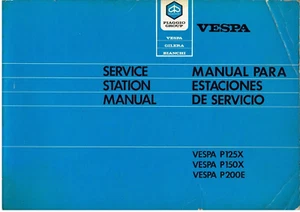 PIAGGIO
GROUP
VESPA
GILERA
BIANCHI
VESPA
SERVICE
STATION
MANUAL
MANUAL PARA
ESTACIONES
DE SERVICIO
VESPA P125X
VESPA P150X
VESPA P200E